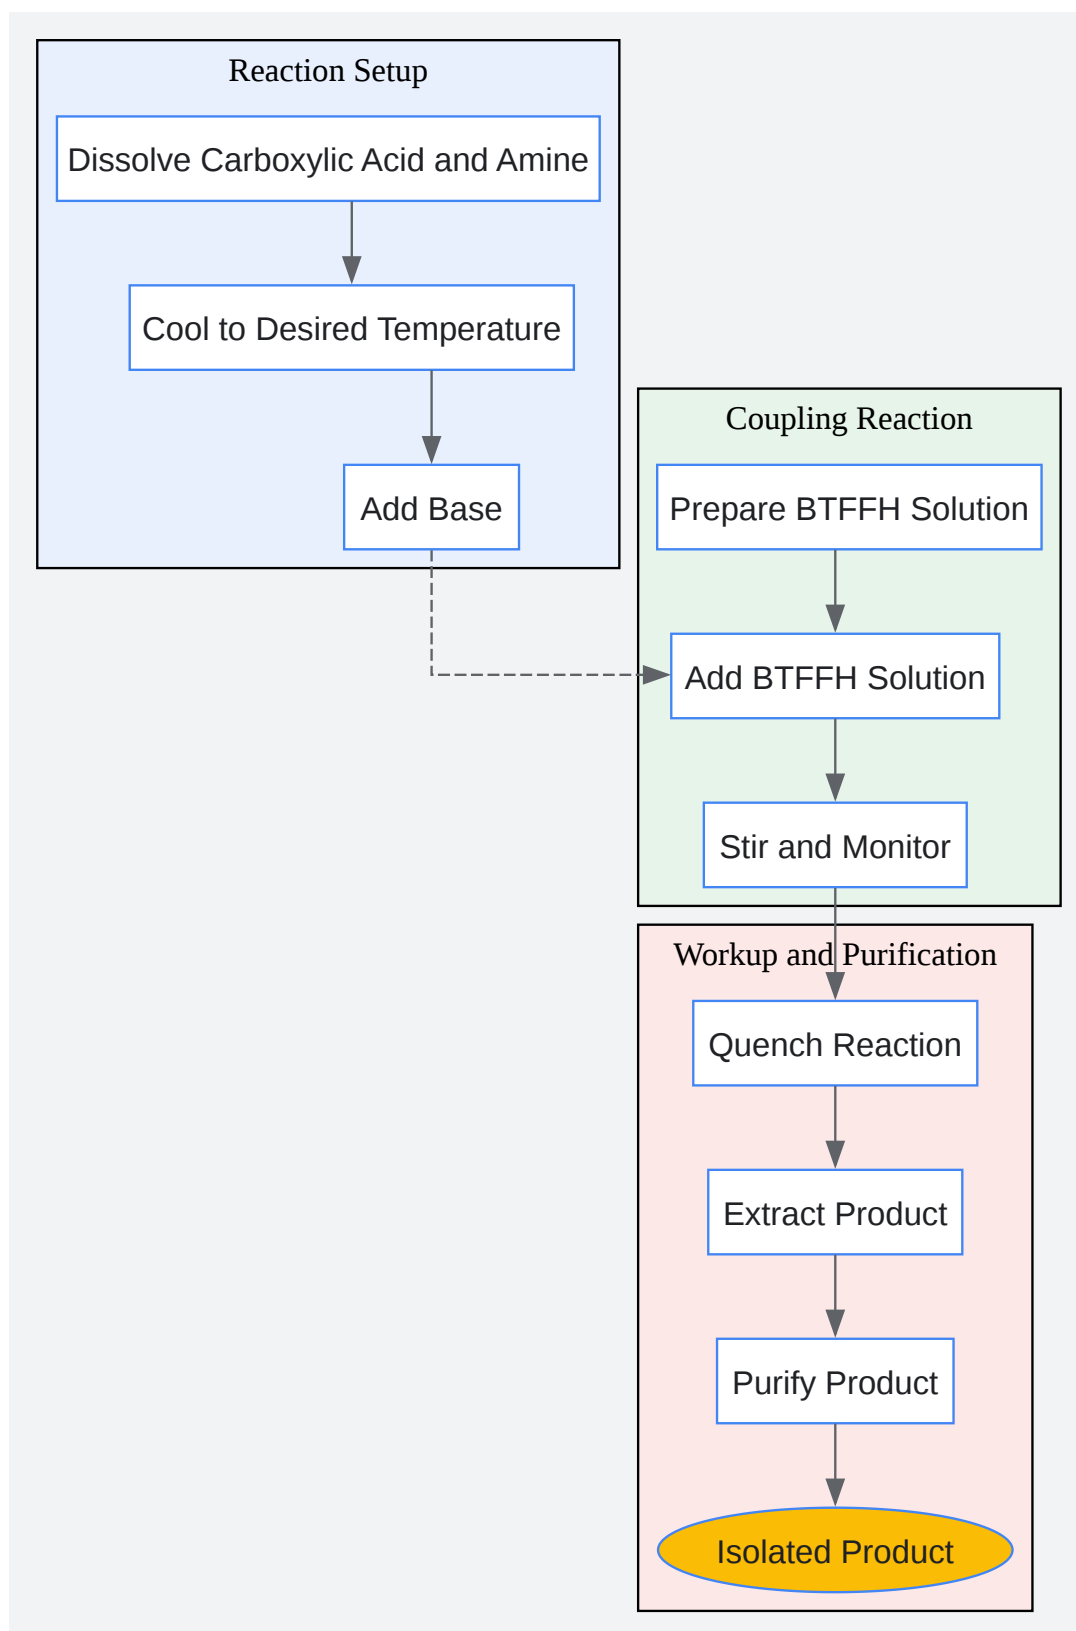 Reaction Setup
Dissolve Carboxylic Acid and Amine
Cool to Desired Temperature
Add Base
Coupling Reaction
Prepare BTFFH Solution
Add BTFFH Solution
Stir and Monitor
Workup and Purification
Quench Reaction
Extract Product
Purify Product
Isolated Product